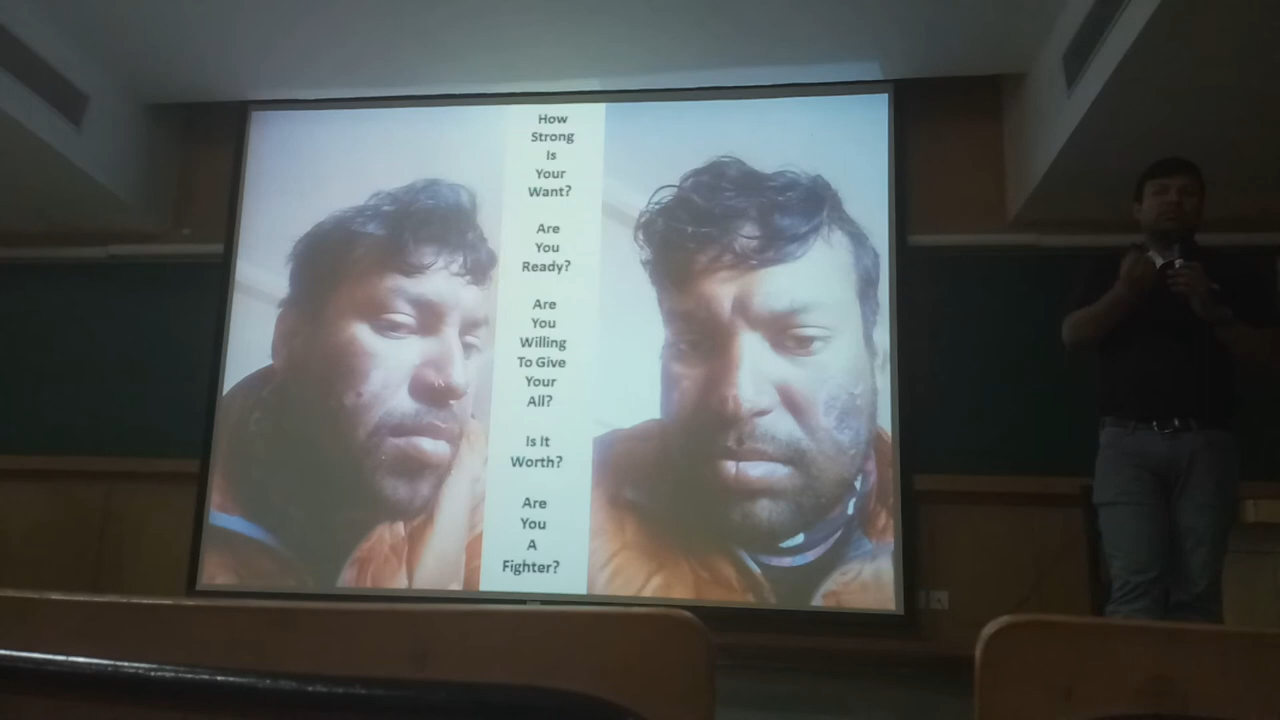 How
Strong
Is
Your
Want?
Are
You
Ready?
Are
You
Willing
To Give
Your
All?
Is It
Worth?
Are
You
A
Fighter?